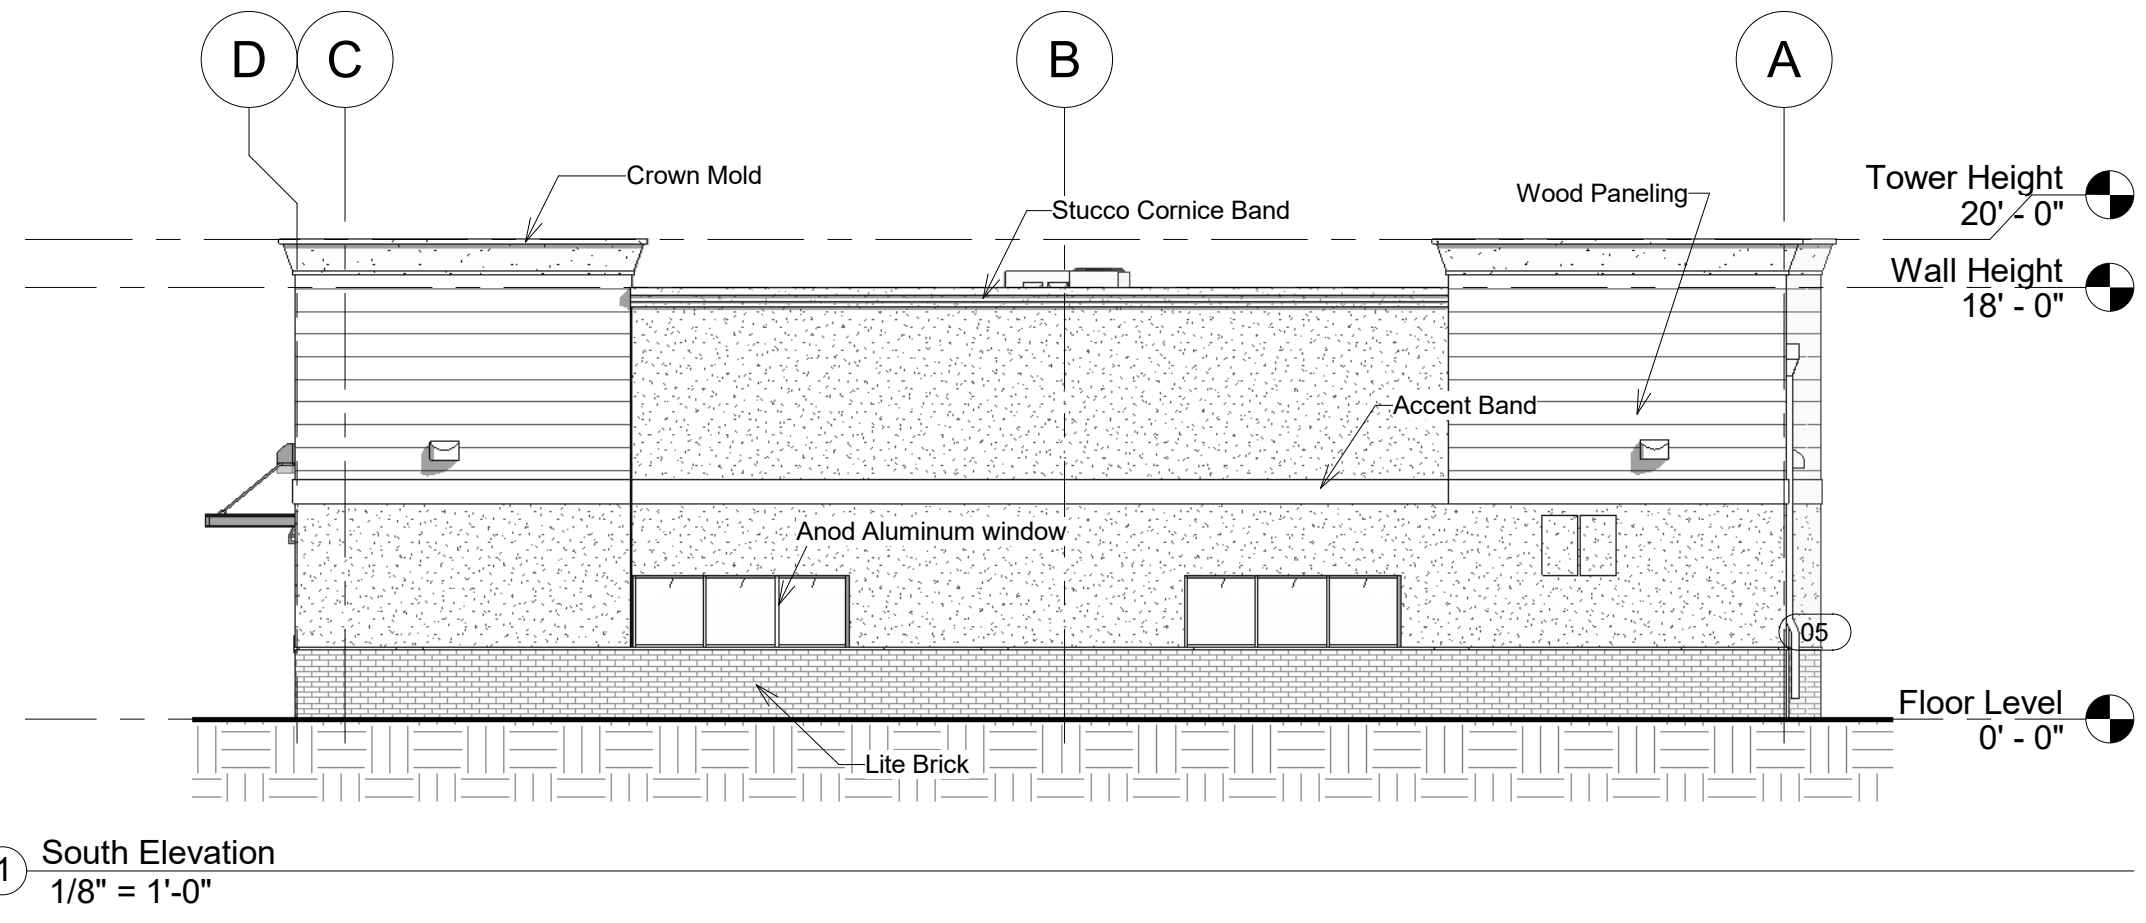 D
C
B
A
Crown Mold
Stucco Cornice Band
Wood Paneling
Tower Height
20' - 0"
Wall Height
18' - 0"
Accent Band
Anod Aluminum window
05
Floor Level
0' - 0"
Lite Brick
1
South Elevation
1/8" = 1'-0"